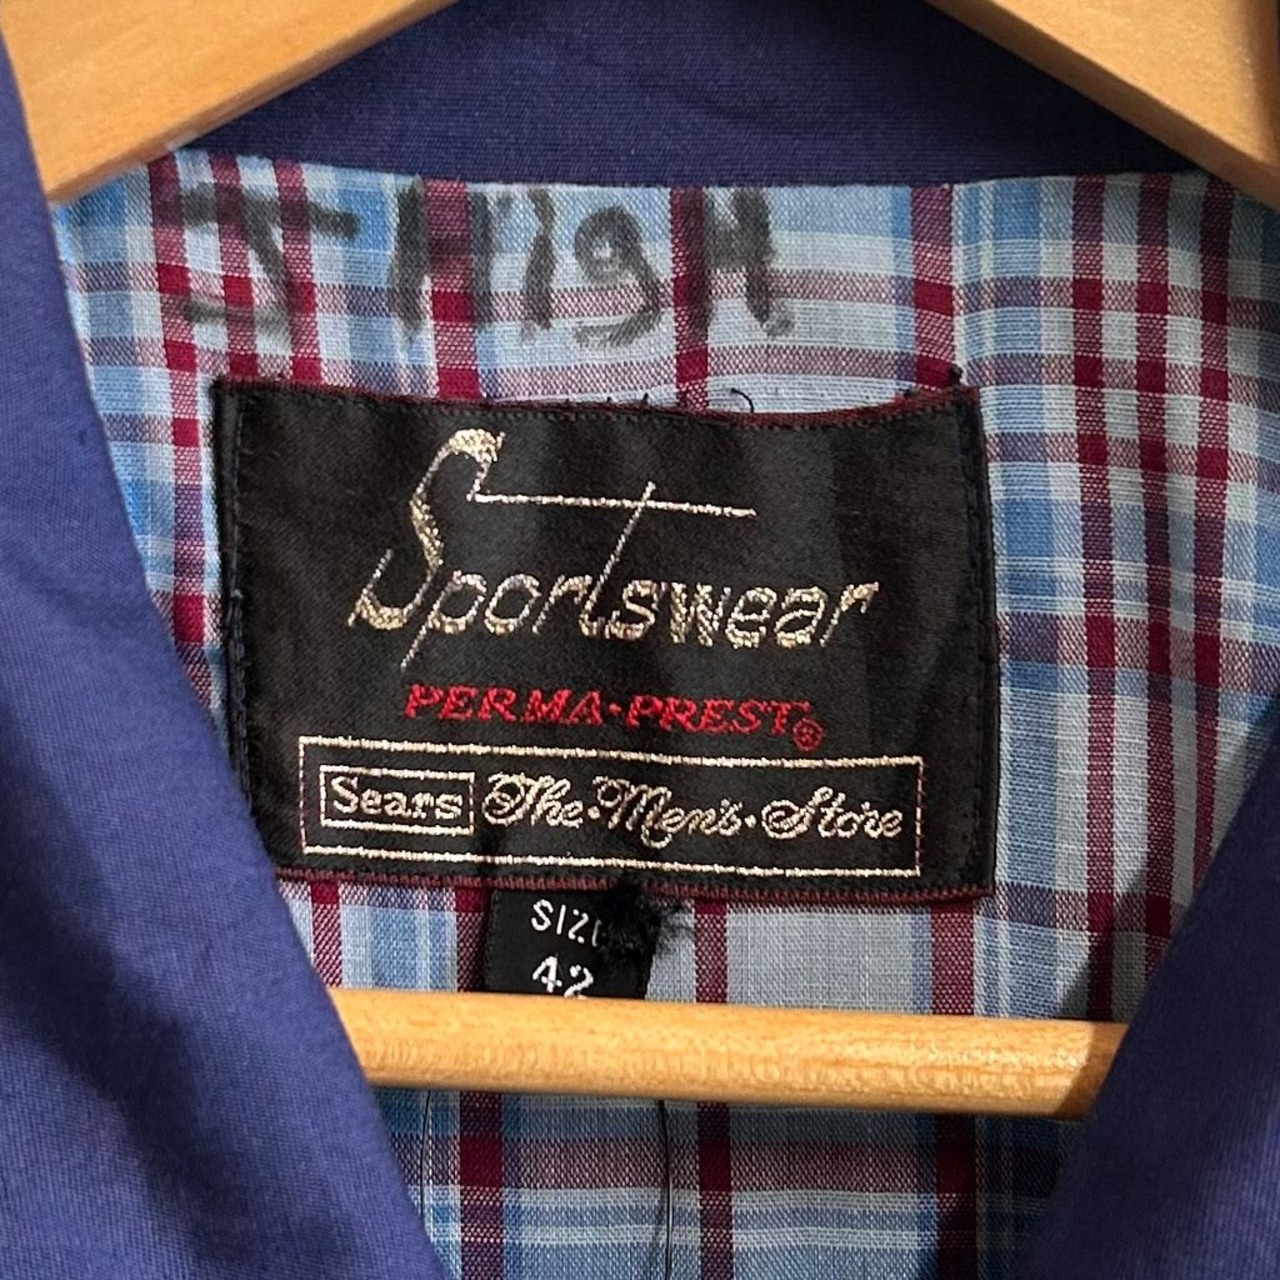 I HigH
Sportswear
PERMA-PREST®
Sears The•Men's•Store
SIZE
42